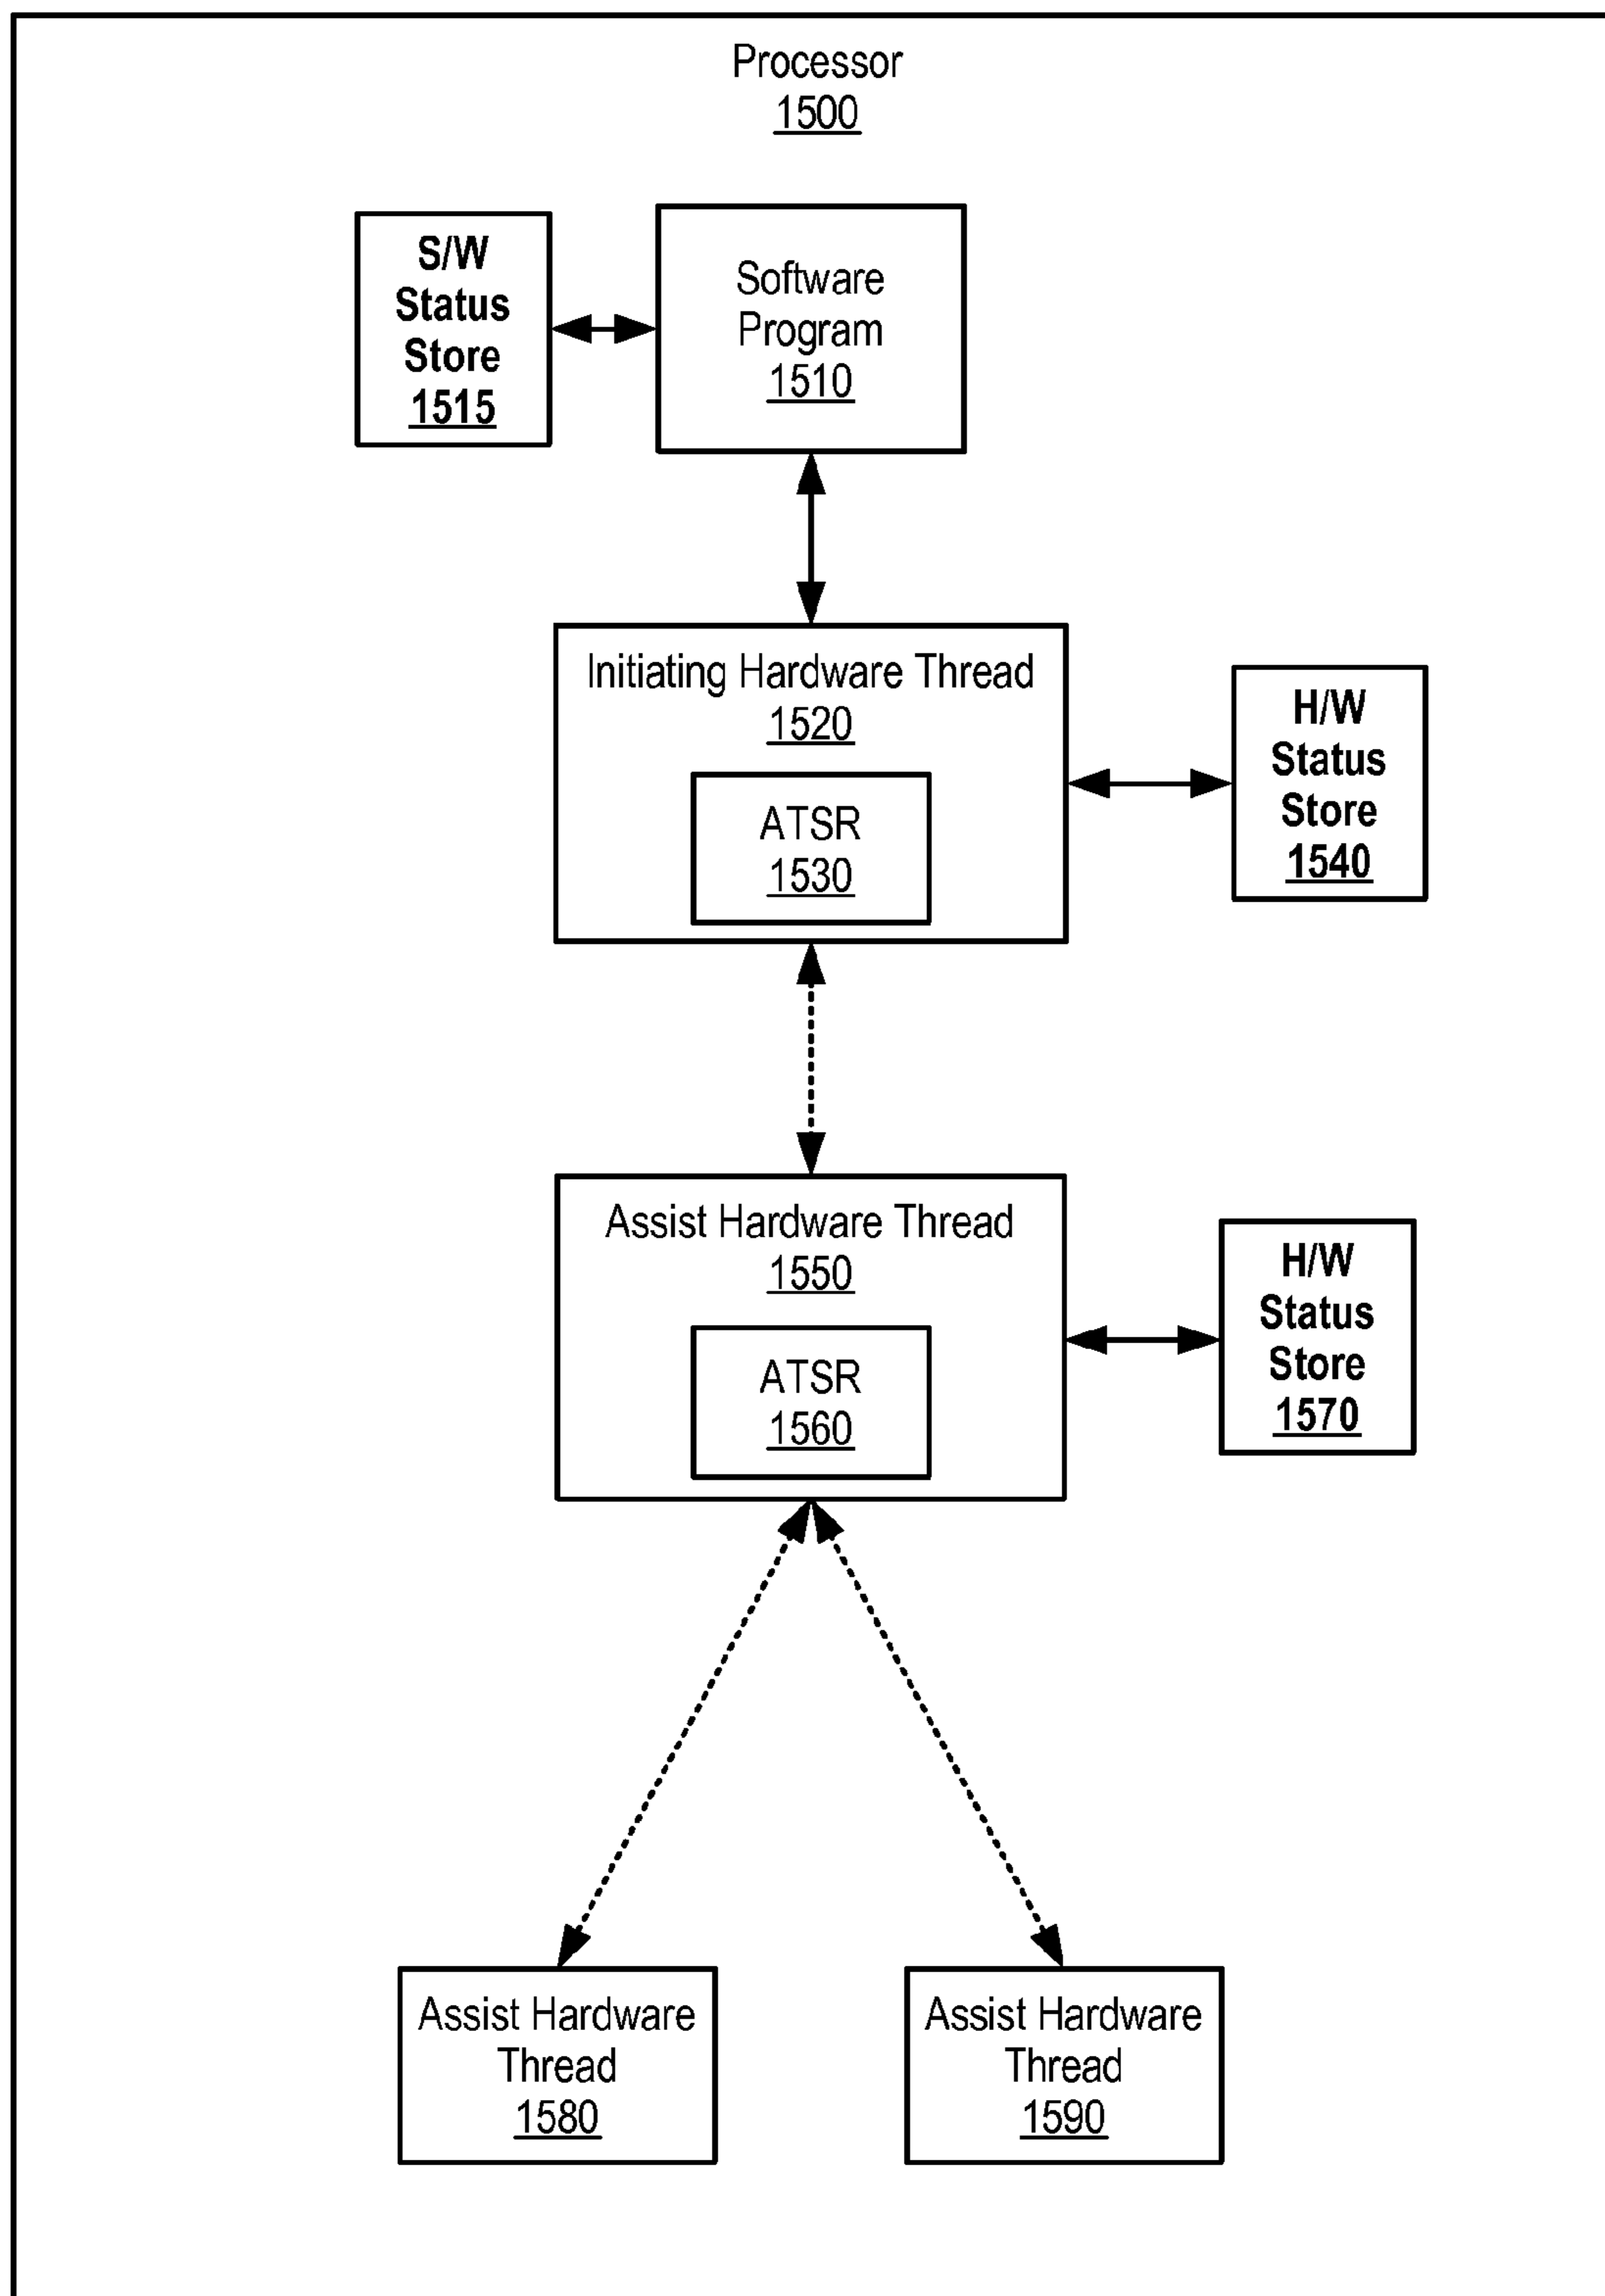 Processor
1500
S/W
Status
Store
1515
Software
Program
1510
Initiating Hardware Thread
1520
ATSR
1530
H/W
Status
Store
1540
Assist Hardware Thread
1550
ATSR
1560
H/W
Status
Store
1570
Assist Hardware
Thread
1580
Assist Hardware
Thread
1590